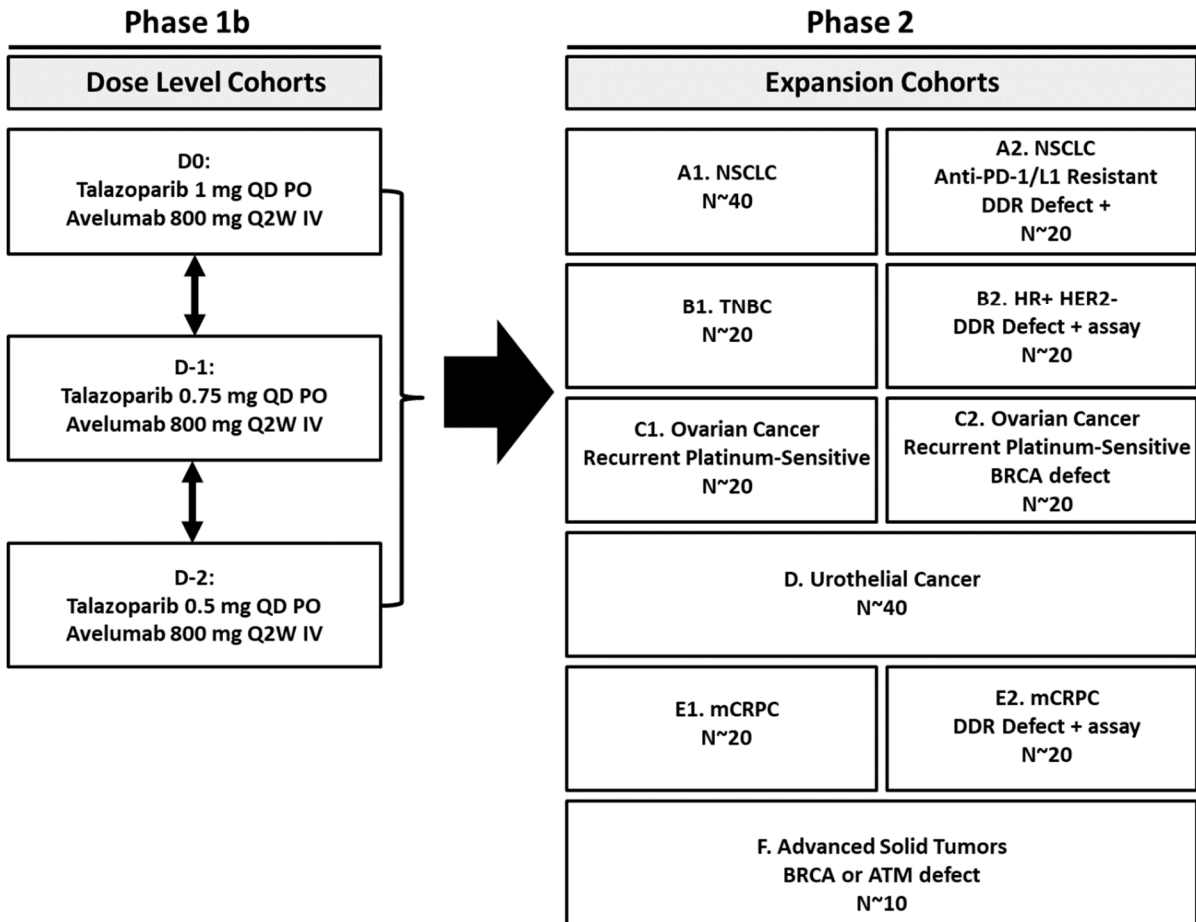 Phase 1b
Dose Level Cohorts
D0:
Talazoparib 1 mg QD PO
Avelumab 800 mg Q2W IV
D-1:
Talazoparib 0.75 mg QD PO
Avelumab 800 mg Q2W IV
D-2:
Talazoparib 0.5 mg QD PO
Avelumab 800 mg Q2W IV
Phase 2
Expansion Cohorts
A1. NSCLC
N~40
A2. NSCLC
Anti-PD-1/L1 Resistant
DDR Defect +
N~20
B1. TNBC
N~20
B2. HR+ HER2-
DDR Defect + assay
N~20
C1. Ovarian Cancer
Recurrent Platinum-Sensitive
N~20
C2. Ovarian Cancer
Recurrent Platinum-Sensitive
BRCA defect
N~20
D. Urothelial Cancer
N~40
E1. mCRPC
N~20
E2. mCRPC
DDR Defect + assay
N~20
F. Advanced Solid Tumors
BRCA or ATM defect
N~10